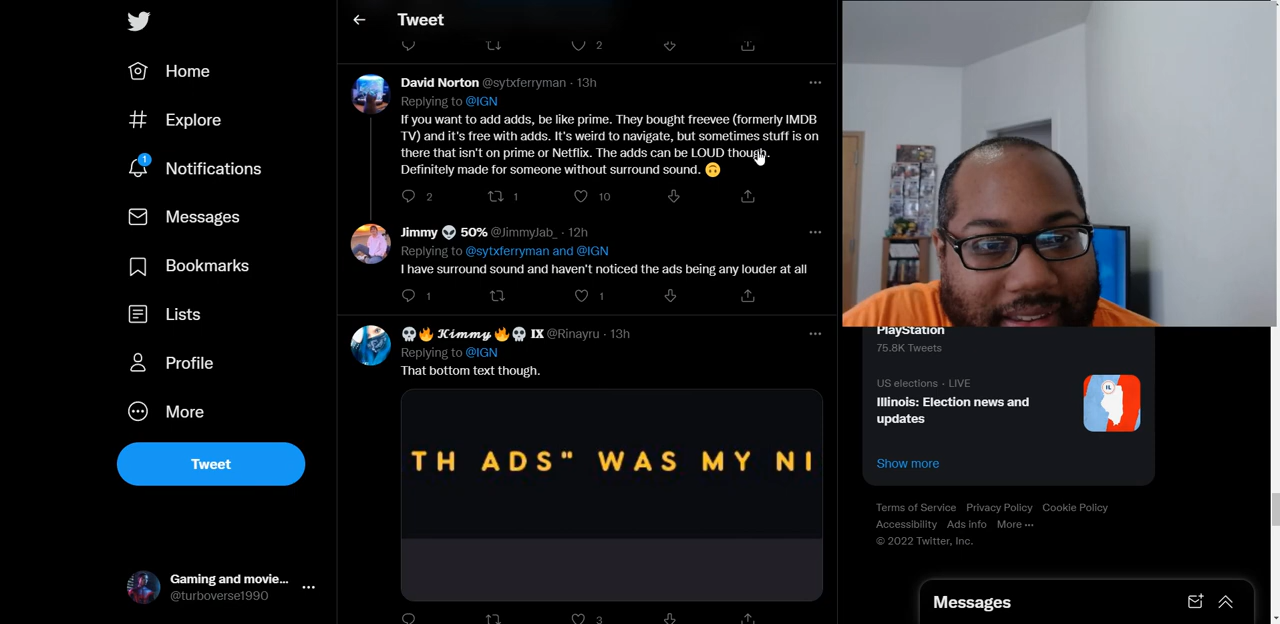 Tweet
2
Home
Explore
1
Notifications
Messages
Bookmarks
Lists
Profile
More
Tweet
Gaming and movie...
@turboverse1990
David Norton @sytxferryman · 13h
Replying to @IGN
If you want to add adds, be like prime. They bought freevee (formerly IMDB
TV) and it's free with adds. It's weird to navigate, but sometimes stuff is on
there that isn't on prime or Netflix. The adds can be LOUD though.
Definitely made for someone without surround sound. 🙃
2 1 10
Jimmy 👽 50% @JimmyJab_ · 12h
Replying to @sytxferryman and @IGN
I have surround sound and haven't noticed the ads being any louder at all
1 1
💀🔥 𝓚𝓲𝓶𝓶𝔂 🔥💀 IX @Rinayru · 13h
Replying to @IGN
That bottom text though.
TH ADS" WAS MY NI
3
PlayStation
75.8K Tweets
US elections · LIVE
Illinois: Election news and
updates
IL
Show more
Terms of Service Privacy Policy Cookie Policy
Accessibility Ads info More ···
© 2022 Twitter, Inc.
Messages